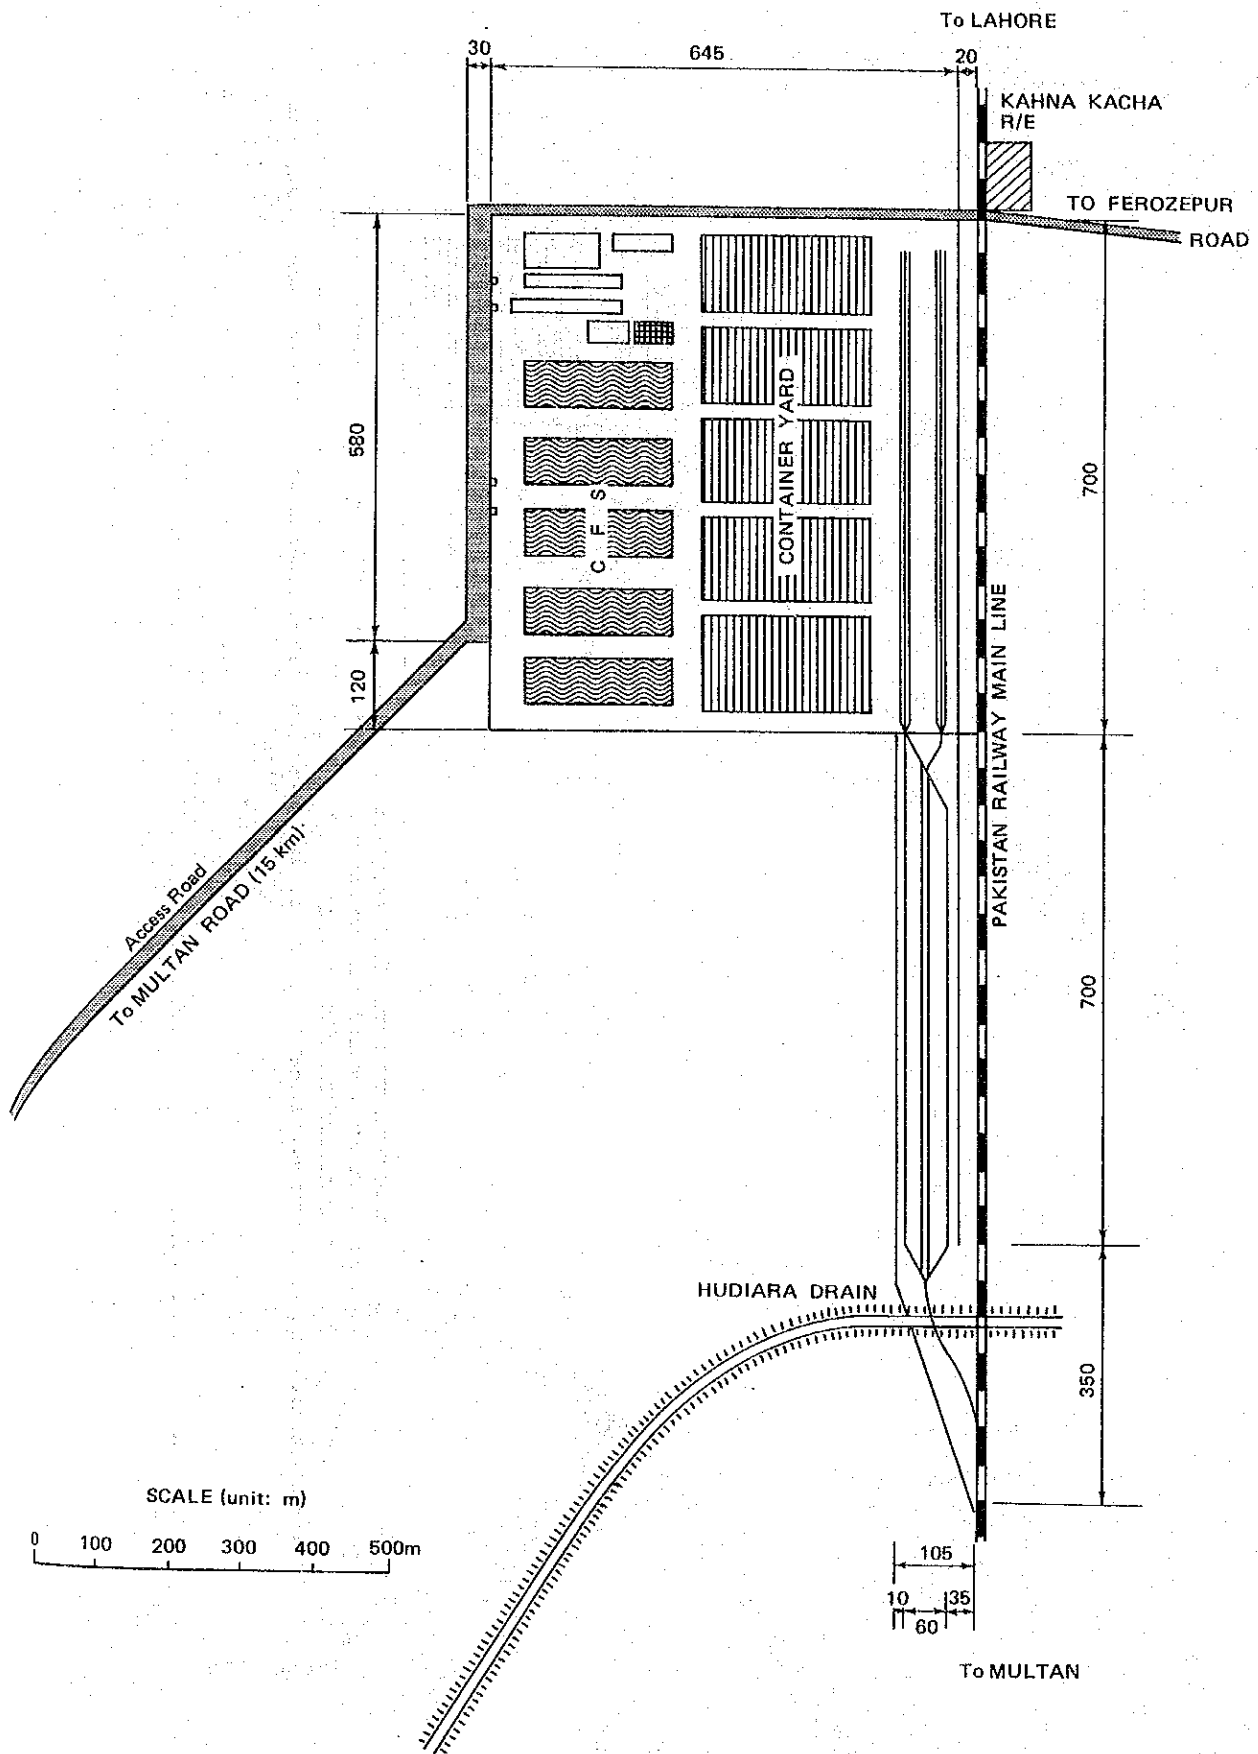 To LAHORE
30
645
20
KAHNA KACHA
R/E
TO FEROZEPUR
ROAD
580
120
C F S
CONTAINER YARD
700
PAKISTAN RAILWAY MAIN LINE
Access Road
To MULTAN ROAD (15 km)
700
HUDIARA DRAIN
350
SCALE (unit: m)
0 100 200 300 400 500m
105
10 35
60
To MULTAN